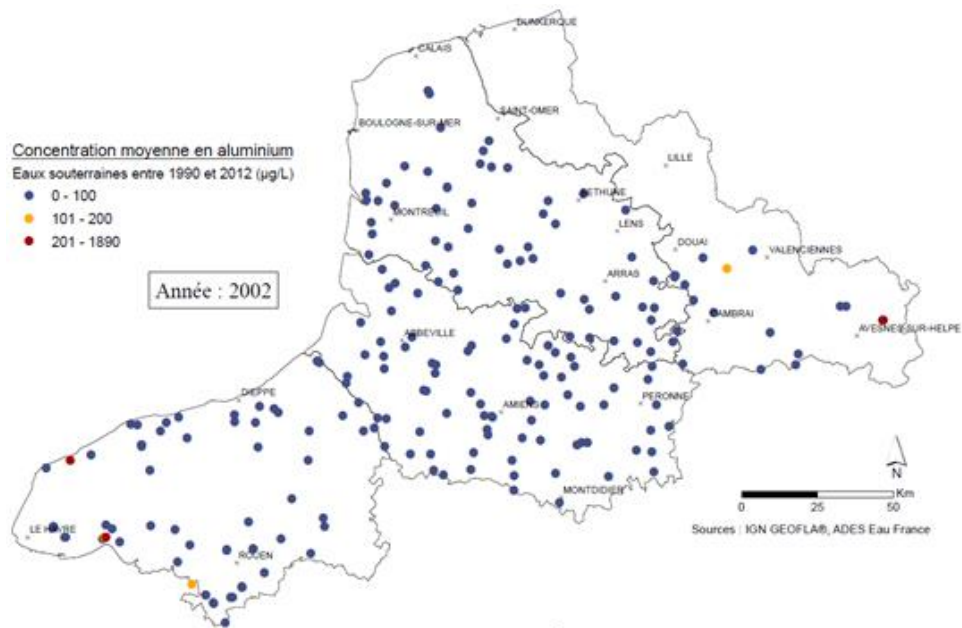 DUNKERQUE
CALAIS
SAINT-OMER
BOULOGNE-SUR-MER
LILLE
Concentration moyenne en aluminium
Eaux souterraines entre 1990 et 2012 (µg/L)
0 - 100
101 - 200
201 - 1890
BETHUNE
MONTREUIL
LENS
DOUAI
VALENCIENNES
Année : 2002
ARRAS
CAMBRAI
AVESNES-SUR-HELPE
ABBEVILLE
DIEPPE
AMIENS
PERONNE
MONTDIDIER
N
0 25 50 Km
Sources : IGN GEOFLA®, ADES Eau France
LE HAVRE
ROUEN